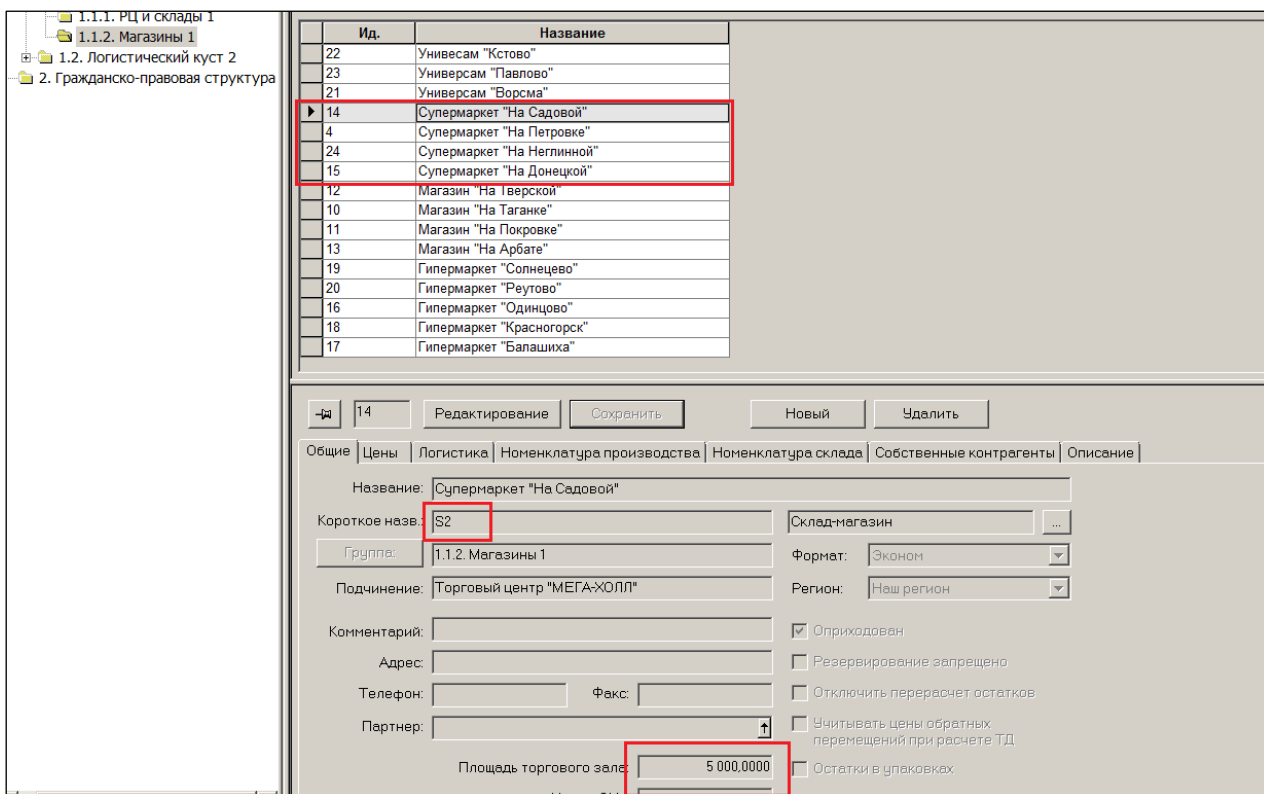 1.1.1. РЦ и склады 1
1.1.2. Магазины 1
1.2. Логистический куст 2
2. Гражданско-правовая структура
Ид. Название
22 Унивесам "Кстово"
23 Универсам "Павлово"
21 Универсам "Ворсма"
14 Супермаркет "На Садовой"
4 Супермаркет "На Петровке"
24 Супермаркет "На Неглинной"
15 Супермаркет "На Донецкой"
12 Магазин "На Тверской"
10 Магазин "На Таганке"
11 Магазин "На Покровке"
13 Магазин "На Арбате"
19 Гипермаркет "Солнецево"
20 Гипермаркет "Реутово"
16 Гипермаркет "Одинцово"
18 Гипермаркет "Красногорск"
17 Гипермаркет "Балашиха"
14 Редактирование Сохранить Новый Удалить
Общие Цены Логистика Номенклатура производства Номенклатура склада Собственные контрагенты Описание
Название: Супермаркет "На Садовой"
Короткое назв.: S2 Склад-магазин ...
Группа: 1.1.2. Магазины 1 Формат: Эконом
Подчинение: Торговый центр "МЕГА-ХОЛЛ" Регион: Наш регион
Комментарий: Оприходован
Адрес: Резервирование запрещено
Телефон: Факс: Отключить перерасчет остатков
Партнер: Учитывать цены обратных
перемещений при расчете ТД
Площадь торгового зала: 5 000,0000 Остатки в упаковках